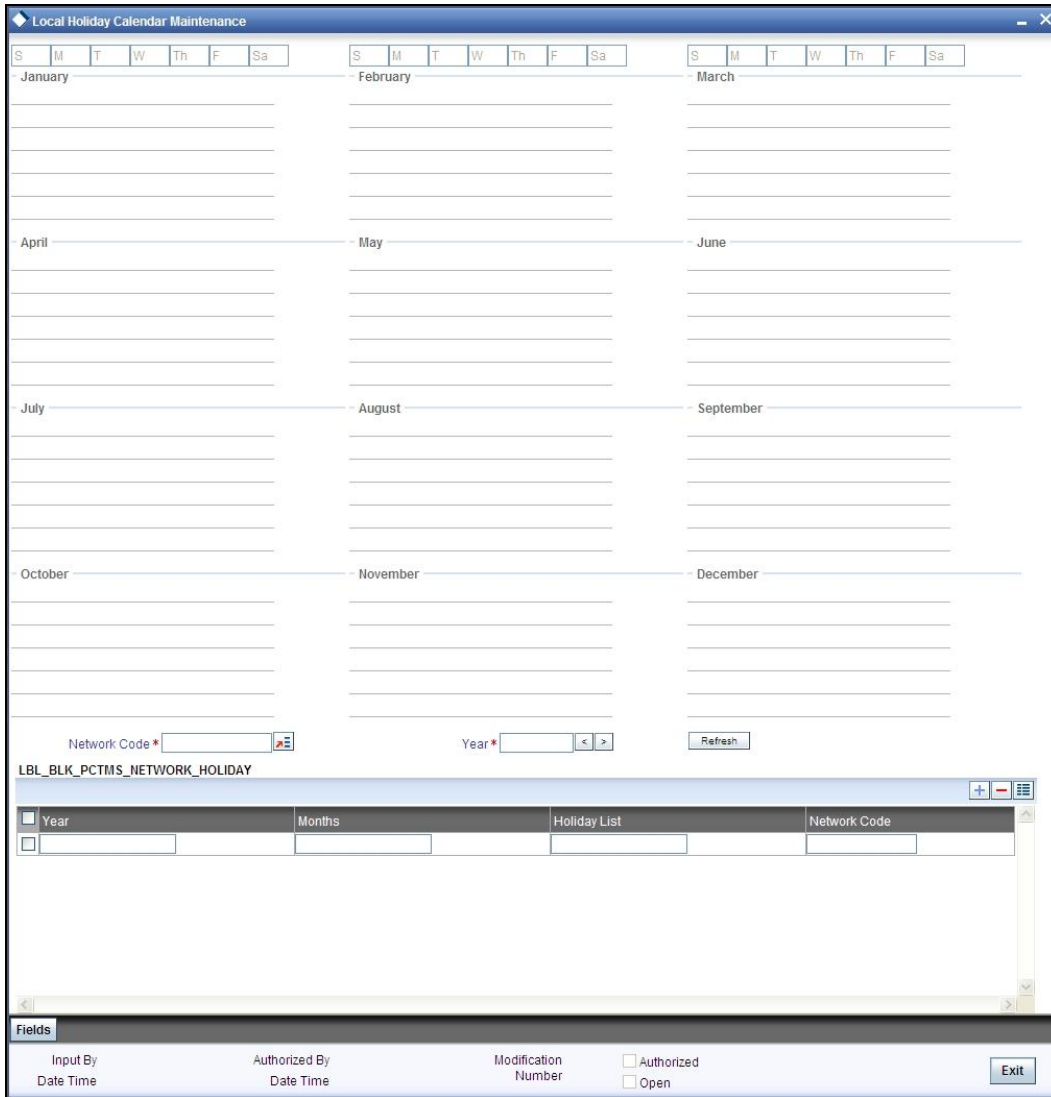 Local Holiday Calendar Maintenance
S M T W Th F Sa S M T W Th F Sa S M T W Th F Sa
January February March
April May June
July August September
October November December
Network Code * Year * < > Refresh
LBL_BLK_PCTMS_NETWORK_HOLIDAY
Year Months Holiday List Network Code
Fields
Input By Authorized By Modification Number Authorized
Date Time Date Time Open
Exit